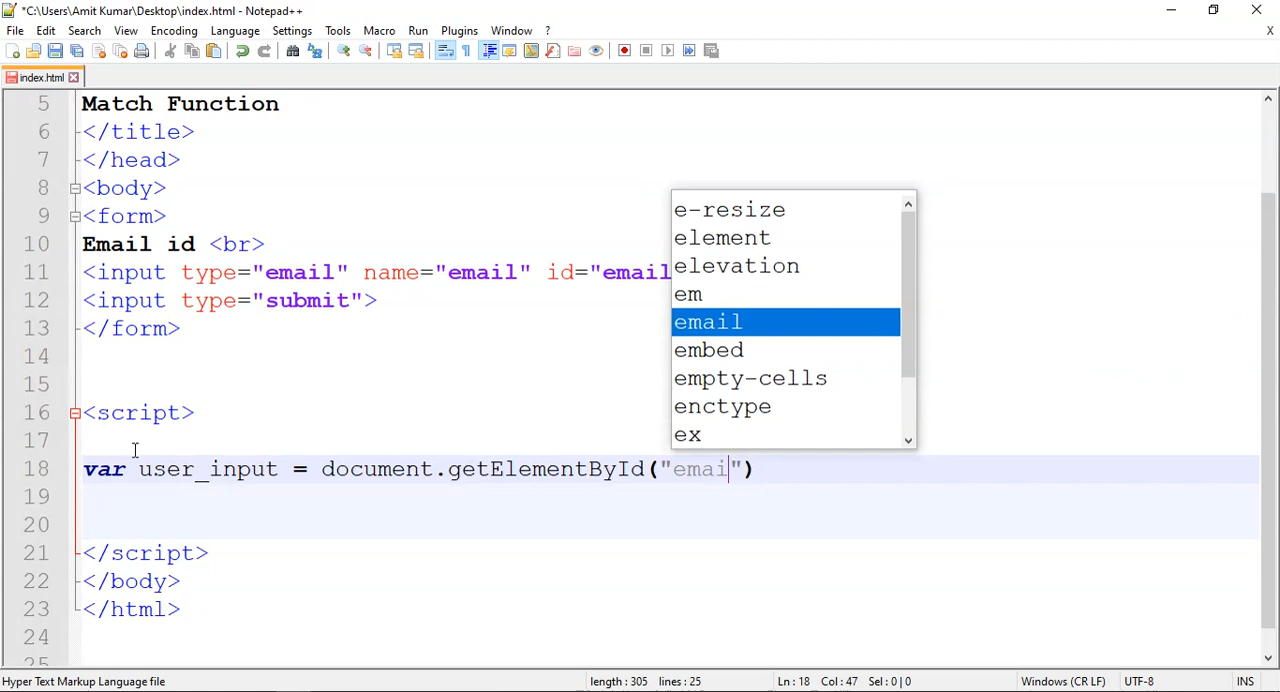 *C:\Users\Amit Kumar\Desktop\index.html - Notepad++
File Edit Search View Encoding Language Settings Tools Macro Run Plugins Window ?
X
index.html
5 Match Function
6 </title>
7 </head>
8 <body>
9 <form>
10 Email id <br>
11 <input type="email" name="email" id="email
12 <input type="submit">
13 </form>
14
15
16 <script>
17
18 var user_input = document.getElementById("emai")
19
20
21 </script>
22 </body>
23 </html>
24
25
e-resize
element
elevation
em
email
embed
empty-cells
enctype
ex
Hyper Text Markup Language file length : 305 lines : 25 Ln : 18 Col : 47 Sel : 0 | 0 Windows (CR LF) UTF-8 INS